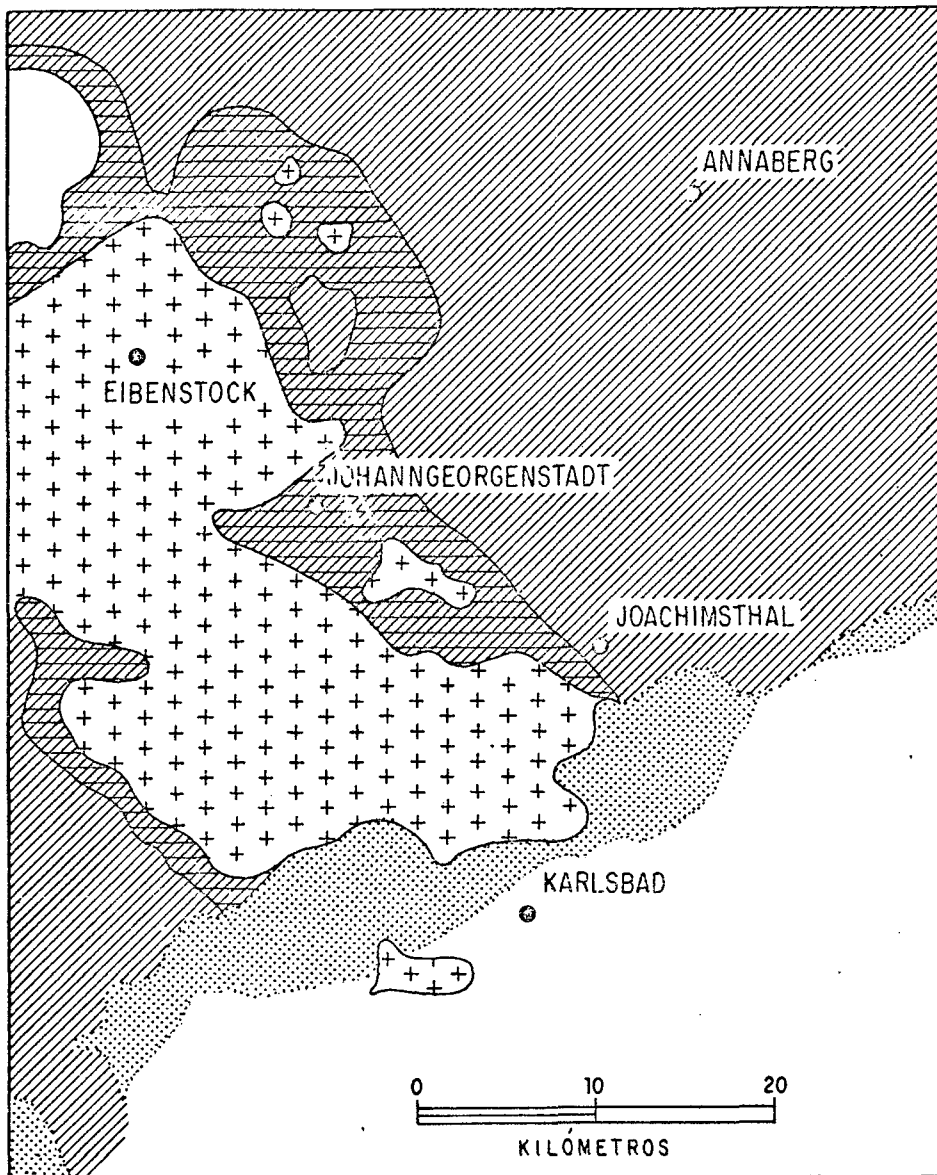 ANNABERG
EIBENSTOCK
JOHANNGEORGENSTADT
JOACHIMSTHAL
KARLSBAD
0 10 20
KILÓMETROS